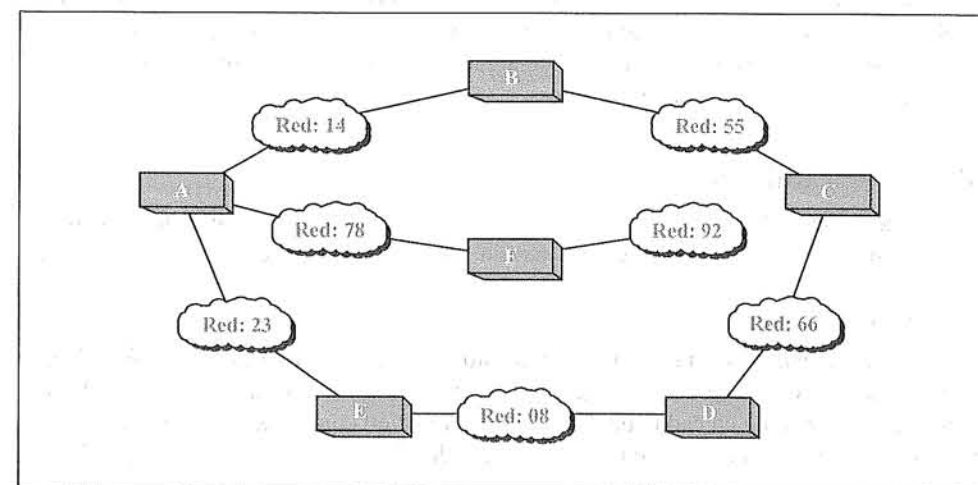 B
Red: 14
Red: 55
A
C
Red: 78
F
Red: 92
Red: 23
Red: 66
E
Red: 08
D